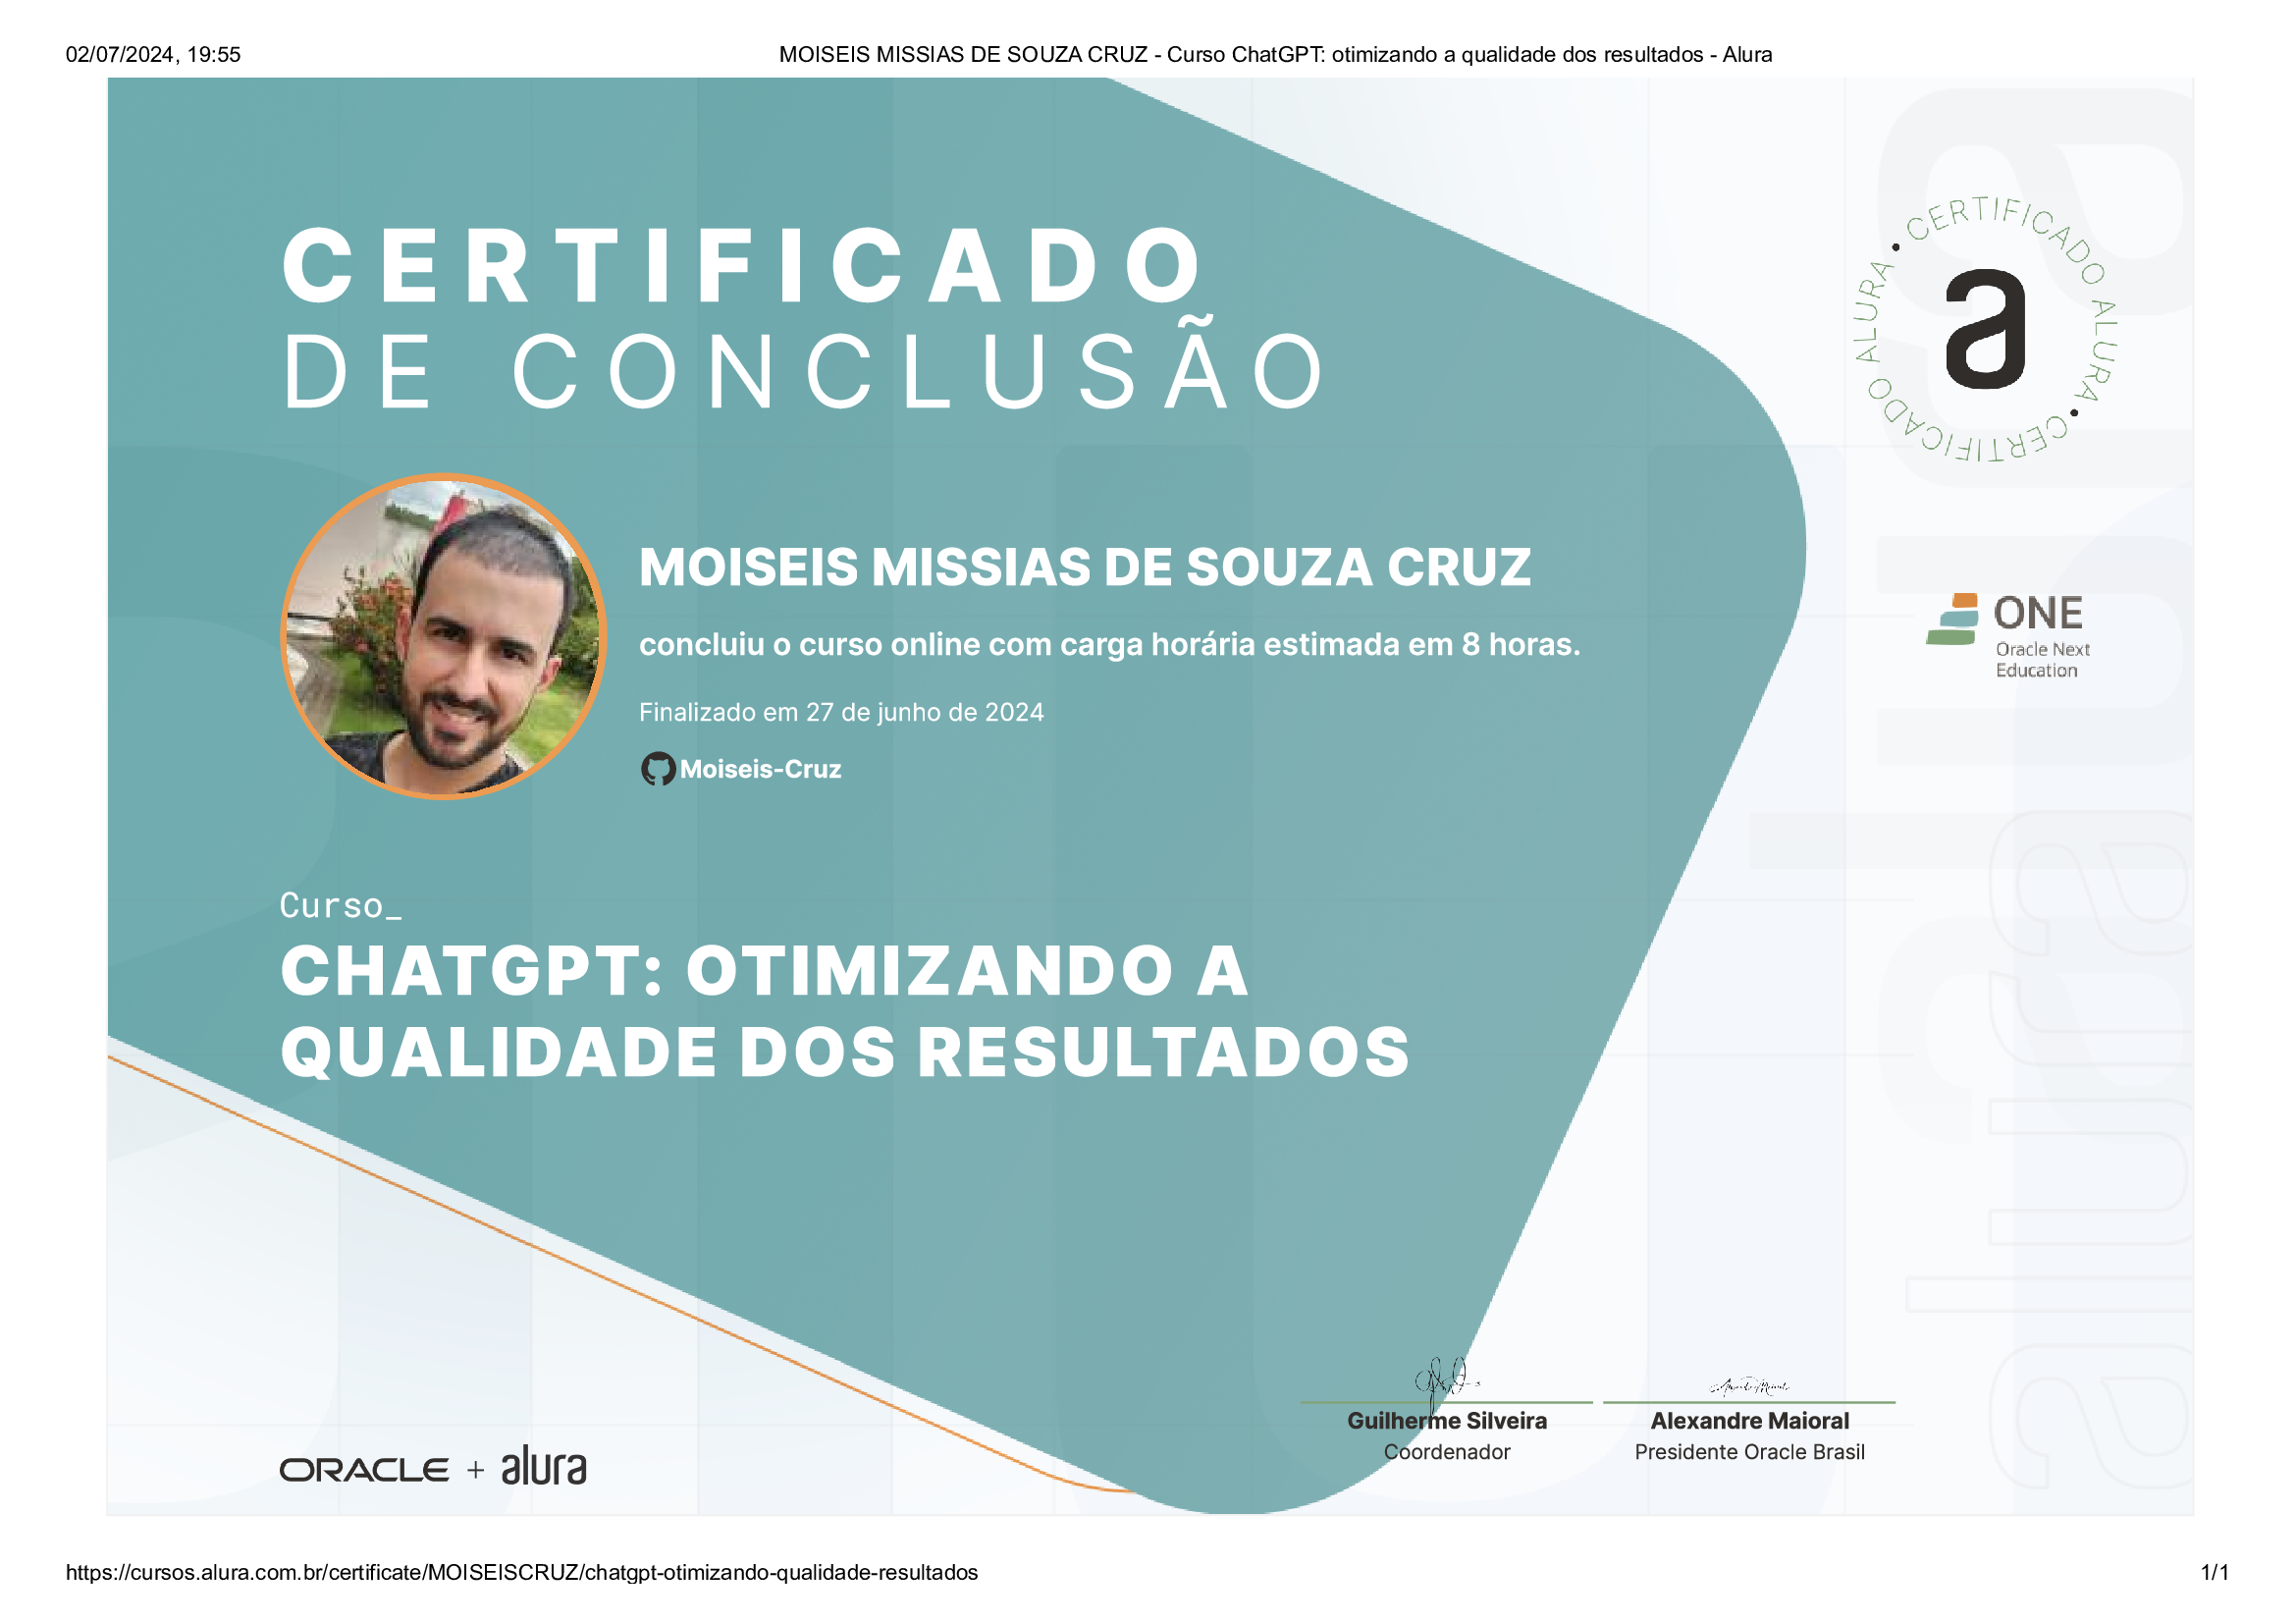 02/07/2024, 19:55
MOISEIS MISSIAS DE SOUZA CRUZ - Curso ChatGPT: otimizando a qualidade dos resultados - Alura
CERTIFICADO
DE CONCLUSÃO
• CERTIFICADO ALURA • CERTIFICADO ALURA
a
MOISEIS MISSIAS DE SOUZA CRUZ
concluiu o curso online com carga horária estimada em 8 horas.
Finalizado em 27 de junho de 2024
Moiseis-Cruz
ONE
Oracle Next
Education
Curso_
CHATGPT: OTIMIZANDO A
QUALIDADE DOS RESULTADOS
alura
Guilherme Silveira
Coordenador
Alexandre Maioral
Presidente Oracle Brasil
ORACLE + alura
https://cursos.alura.com.br/certificate/MOISEISCRUZ/chatgpt-otimizando-qualidade-resultados
1/1